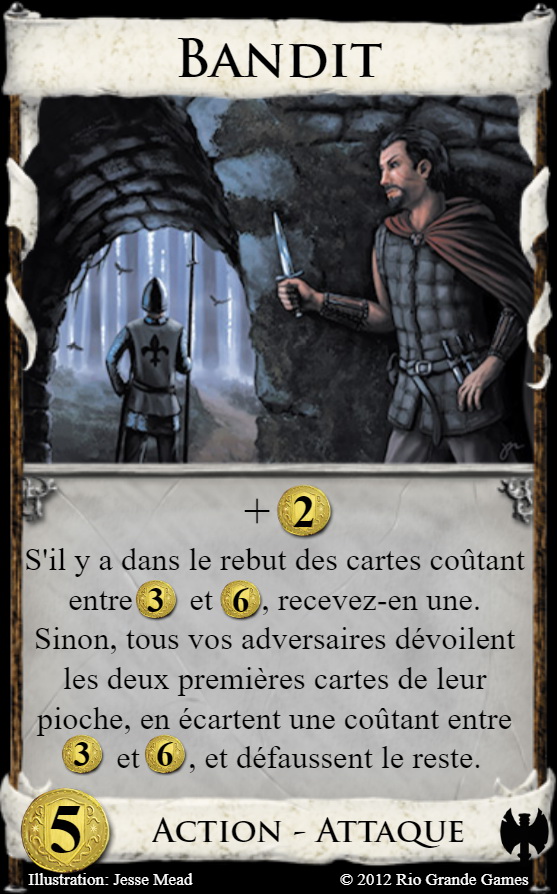 BANDIT
+ 2
S'il y a dans le rebut des cartes coûtant
entre 3 et 6, recevez-en une.
Sinon, tous vos adversaires dévoilent
les deux premières cartes de leur
pioche, en écartent une coûtant entre
3 et 6, et défaussent le reste.
5 ACTION - ATTAQUE
Illustration: Jesse Mead © 2012 Rio Grande Games